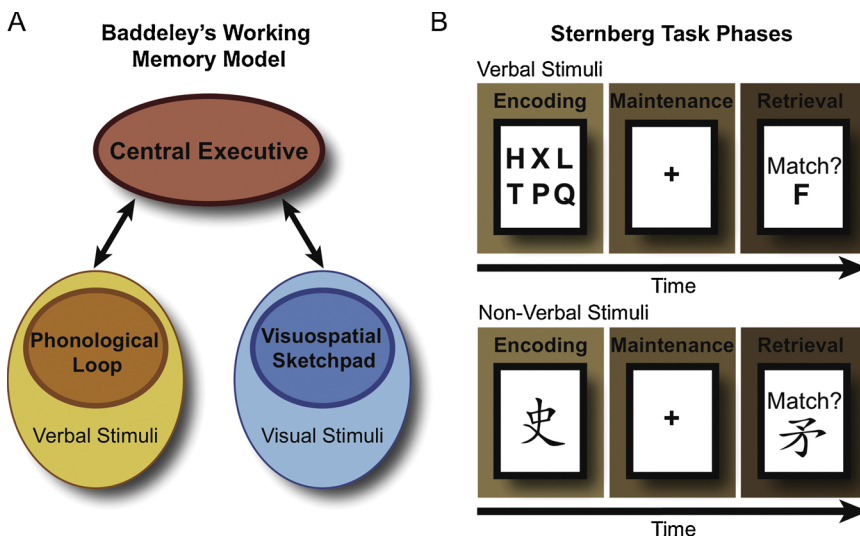 A
Baddeley's Working
Memory Model
Central Executive
Phonological
Loop
Verbal Stimuli
Visuospatial
Sketchpad
Visual Stimuli
B
Sternberg Task Phases
Verbal Stimuli
Encoding
H X L
T P Q
Maintenance
+
Retrieval
Match?
F
Time
Non-Verbal Stimuli
Encoding
史
Maintenance
+
Retrieval
Match?
矛
Time